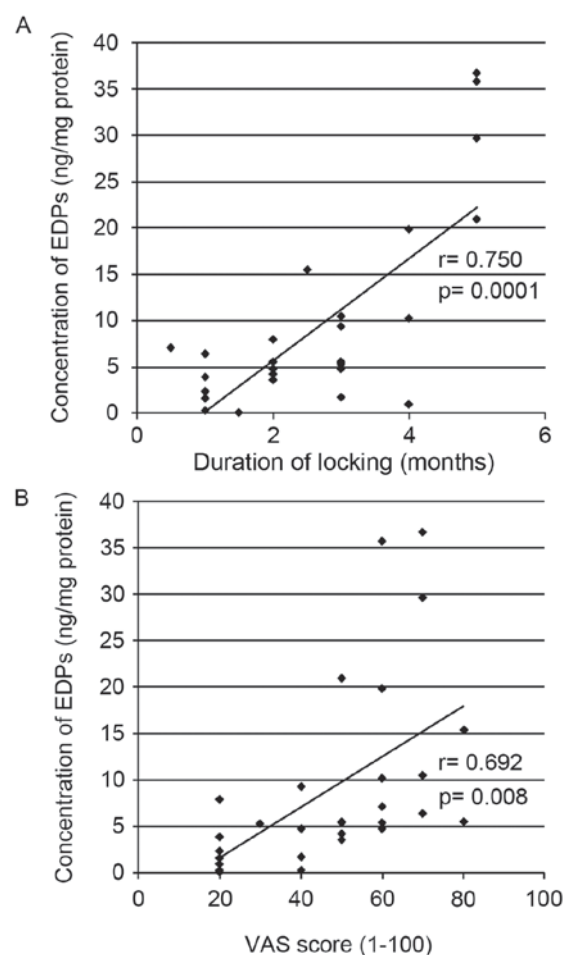 A
Concentration of EDPs (ng/mg protein)
40
35
30
25
20
15
10
5
0
r= 0.750
p= 0.0001
0 2 4 6
Duration of locking (months)
B
Concentration of EDPs (ng/mg protein)
40
35
30
25
20
15
10
5
0
r= 0.692
p= 0.008
0 20 40 60 80 100
VAS score (1-100)